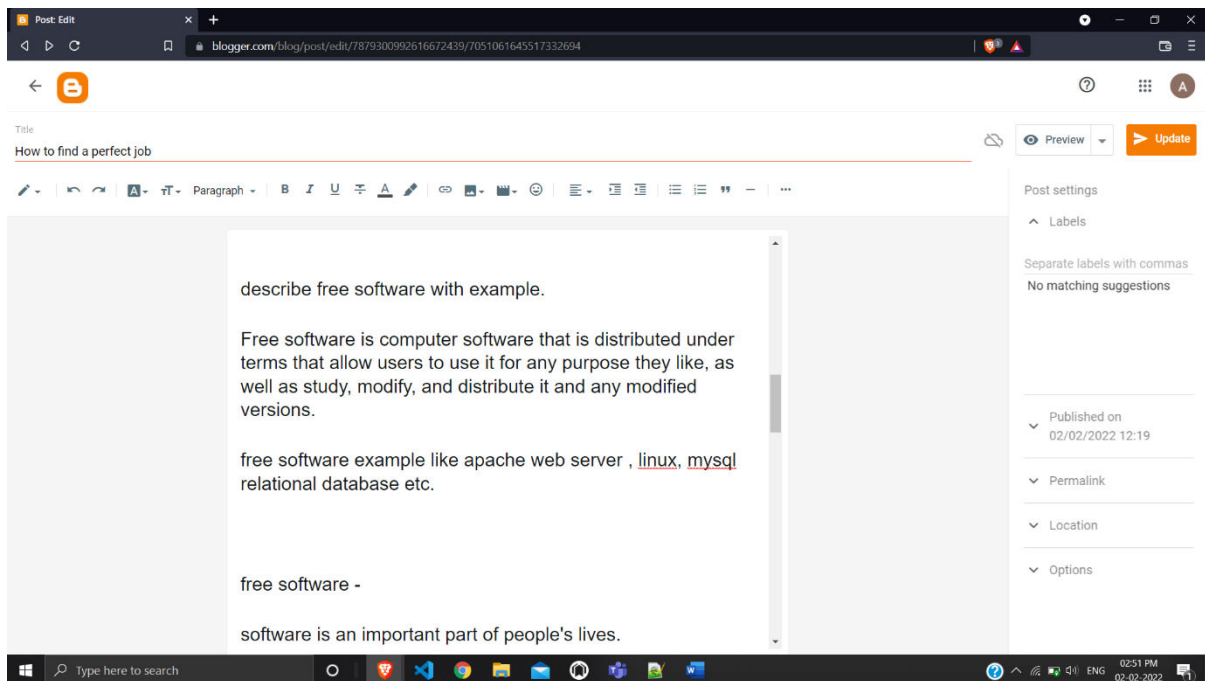 Post: Edit
blogger.com/blog/post/edit/7879300992616672439/7051061645517332694
A
Title
How to find a perfect job
Preview
Update
Paragraph
B I U A
Post settings
Labels
Separate labels with commas
No matching suggestions
describe free software with example.
Free software is computer software that is distributed under
terms that allow users to use it for any purpose they like, as
well as study, modify, and distribute it and any modified
versions.
free software example like apache web server , linux, mysql
relational database etc.
free software -
software is an important part of people's lives.
Published on
02/02/2022 12:19
Permalink
Location
Options
Type here to search
ENG
02:51 PM
02-02-2022